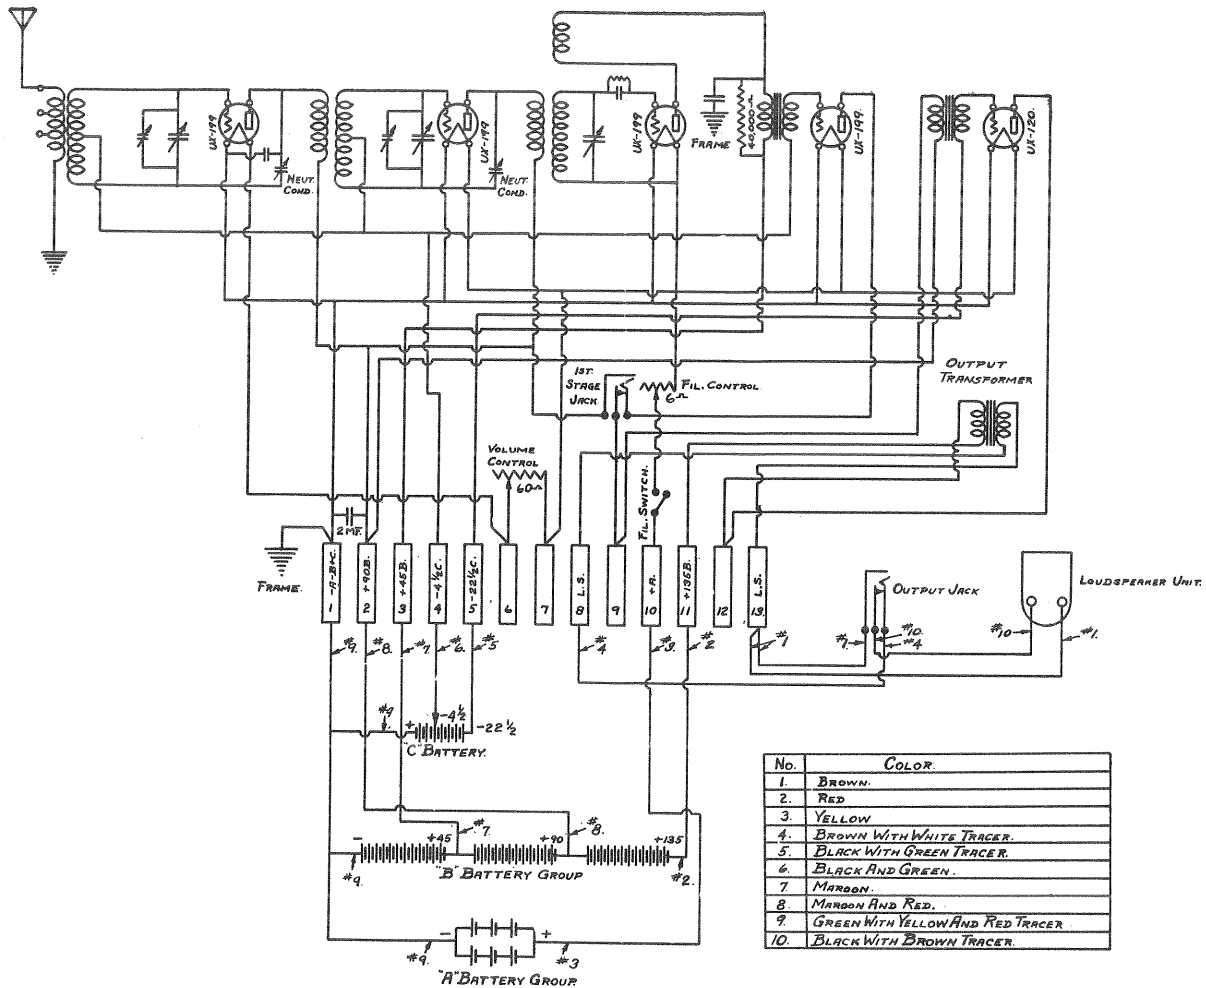 UX-199
NEUT.
COND.
UX-199
NEUT.
COND.
UX-199
FRAME
40,000Ω
UX-199.
UX-120.
OUTPUT
TRANSFORMER
1ST.
STAGE
JACK.
FIL. CONTROL.
6Ω
VOLUME
CONTROL
60Ω
FIL. SWITCH.
2 MF.
FRAME.
1 -A-B+C.
2 +90B.
3 +45B.
4 -4½C.
5 -22½C.
6
7
8 L.S.
9
10 +A.
11 +135B.
12
13 L.S.
#9.
#8.
#7.
#6.
#5
#4
#3.
#2
#1
OUTPUT JACK
#1.
#10.
#4
LOUDSPEAKER UNIT.
#10
#1.
#9
+
-4½
-22½
"C" BATTERY.
#7.
#8.
-
+45
+90
+135
#9.
"B" BATTERY GROUP
#2.
-
+
#9.
#3
"A" BATTERY GROUP.
No. COLOR.
1. BROWN.
2. RED
3. YELLOW
4. BROWN WITH WHITE TRACER.
5 BLACK WITH GREEN TRACER.
6. BLACK AND GREEN.
7 MAROON.
8 MAROON AND RED.
9. GREEN WITH YELLOW AND RED TRACER
10. BLACK WITH BROWN TRACER.